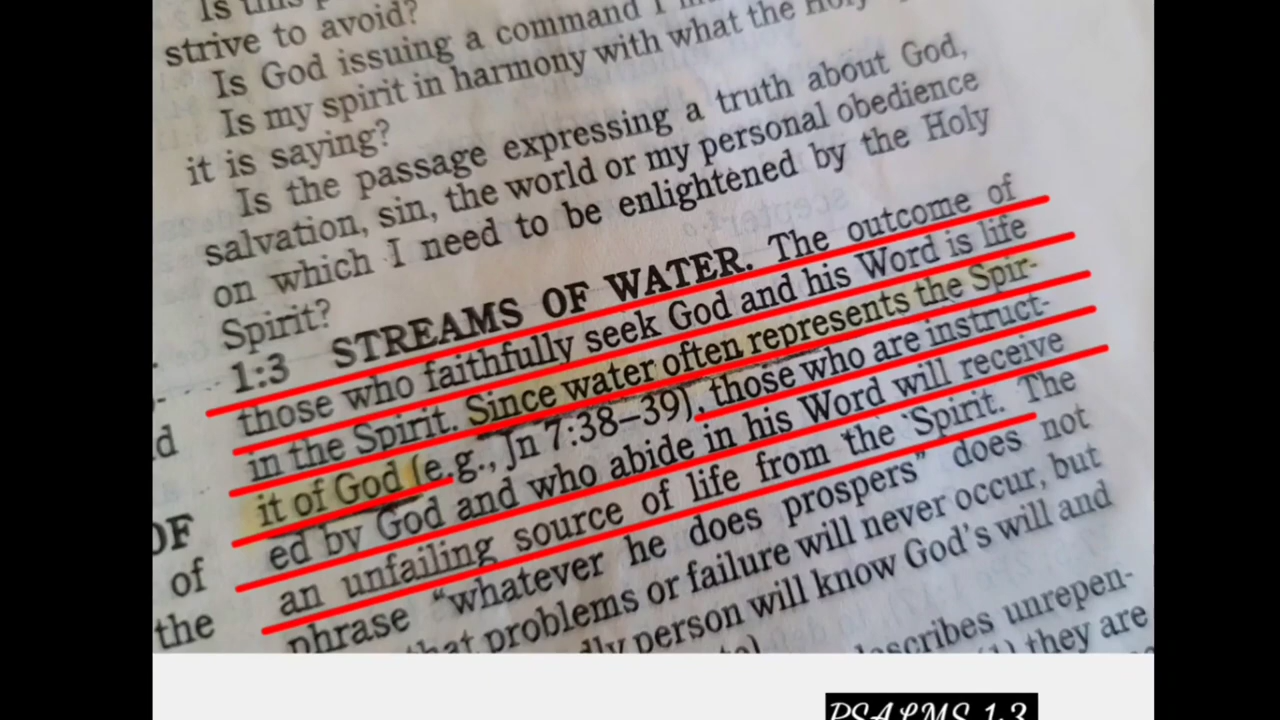 Is this
strive to avoid?
Is God issuing a command I
Is my spirit in harmony with what the Holy
it is saying?
Is the passage expressing a truth about God,
salvation, sin, the world or my personal obedience
on which I need to be enlightened by the Holy
Spirit?
1:3 STREAMS OF WATER. The outcome of
those who faithfully seek God and his Word is life
in the Spirit. Since water often represents the Spir-
it of God (e.g., Jn 7:38–39), those who are instruct-
ed by God and who abide in his Word will receive
an unfailing source of life from the Spirit. The
phrase "whatever he does prospers" does not
that problems or failure will never occur, but
person will know God's will and
unrepen-
they are
OF
of
the
PSALMS 1:3